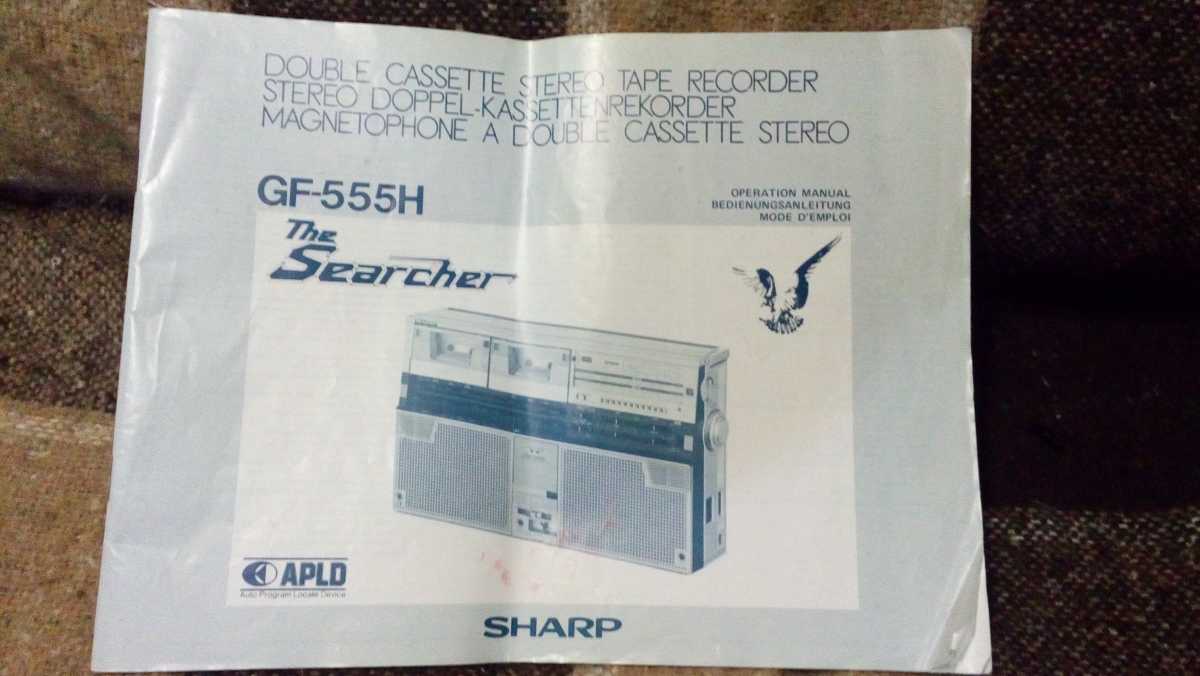 DOUBLE CASSETTE STEREO TAPE RECORDER
STEREO DOPPEL-KASSETTENREKORDER
MAGNETOPHONE A DOUBLE CASSETTE STEREO
GF-555H
OPERATION MANUAL
BEDIENUNGSANLEITUNG
MODE D'EMPLOI
The
Searcher
APLD
Auto Program Locate Device
SHARP